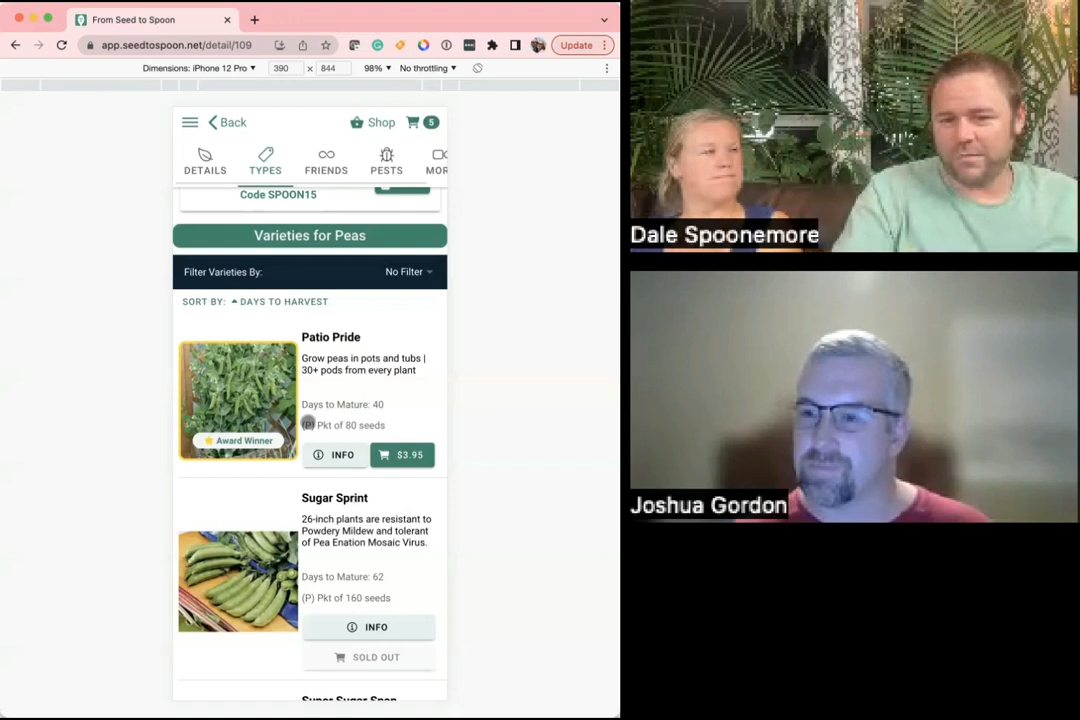 From Seed to Spoon
app.seedtospoon.net/detail/109
Update
Dimensions: iPhone 12 Pro
390 × 844
98%
No throttling
Back
Shop
5
DETAILS
TYPES
FRIENDS
PESTS
MOR
Code SPOON15
Varieties for Peas
Filter Varieties By:
No Filter
SORT BY: DAYS TO HARVEST
Patio Pride
Grow peas in pots and tubs |
30+ pods from every plant
Days to Mature: 40
(P) Pkt of 80 seeds
Award Winner
INFO
$3.95
Sugar Sprint
26-inch plants are resistant to
Powdery Mildew and tolerant
of Pea Enation Mosaic Virus.
Days to Mature: 62
(P) Pkt of 160 seeds
INFO
SOLD OUT
Dale Spoonemore
Joshua Gordon